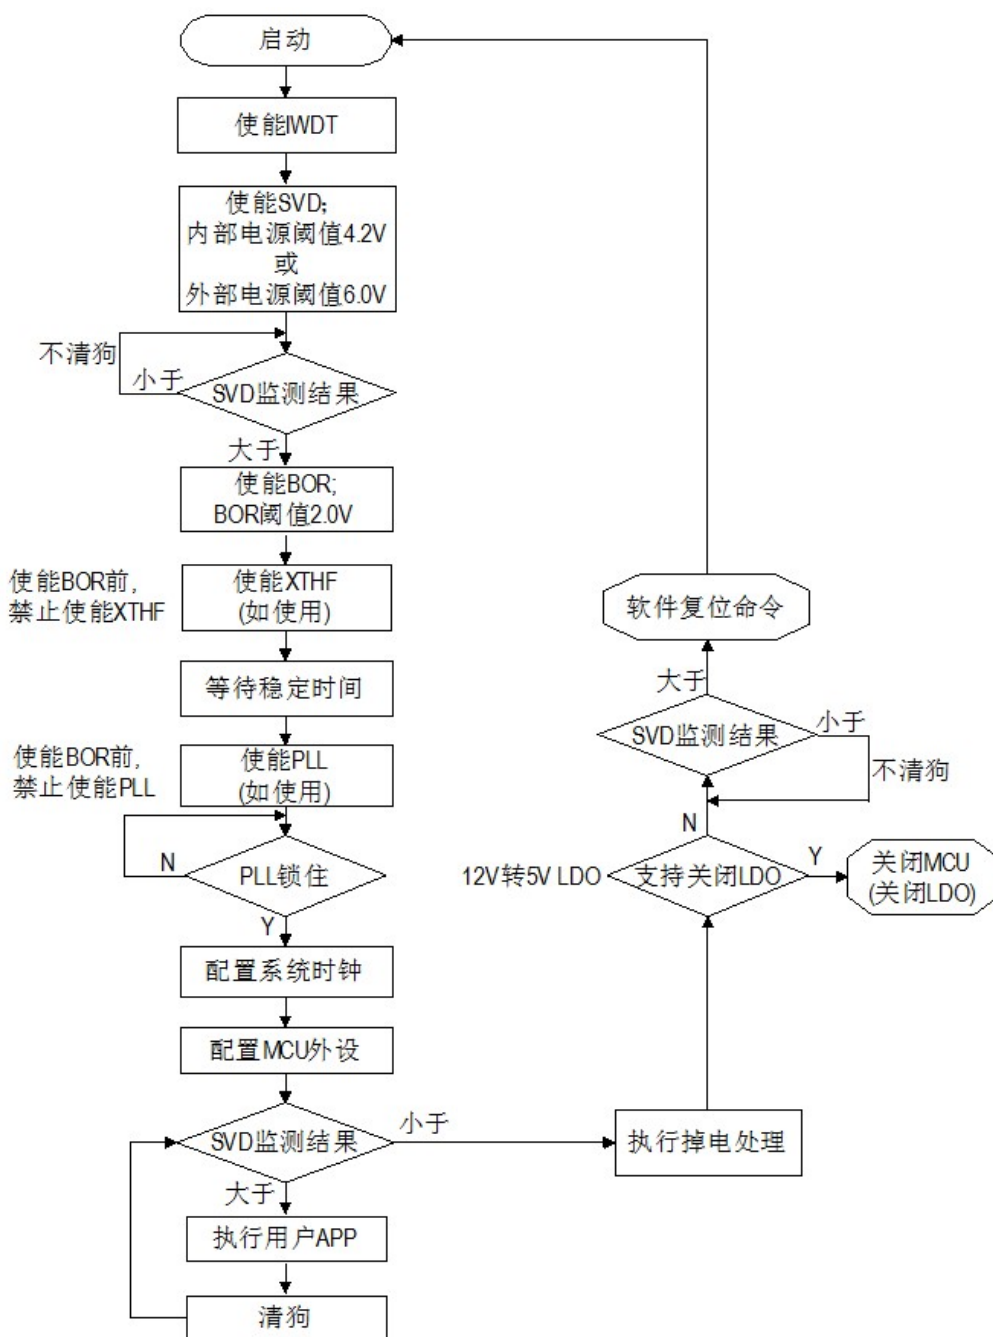 启动
使能IWDT
使能SVD;
内部电源阈值4.2V
或
外部电源阈值6.0V
不清狗
小于
SVD监测结果
大于
使能BOR;
BOR阈值2.0V
使能BOR前,
禁止使能XTHF
使能XTHF
(如使用)
等待稳定时间
使能BOR前,
禁止使能PLL
使能PLL
(如使用)
N
PLL锁住
Y
配置系统时钟
配置MCU外设
SVD监测结果
小于
大于
执行用户APP
清狗
软件复位命令
大于
SVD监测结果
小于
不清狗
N
12V转5V LDO
支持关闭LDO
Y
关闭MCU
(关闭LDO)
执行掉电处理